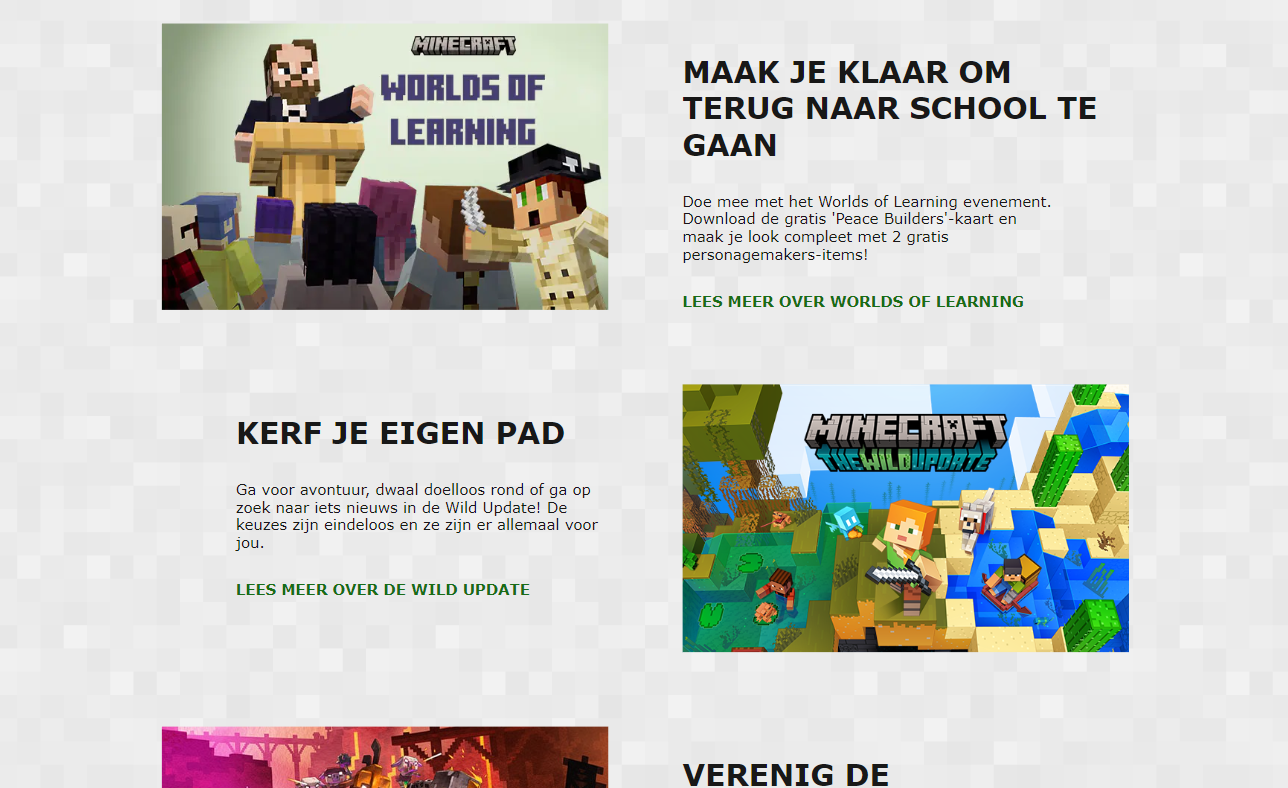 MINECRAFT
WORLDS OF
LEARNING
MAAK JE KLAAR OM
TERUG NAAR SCHOOL TE
GAAN
Doe mee met het Worlds of Learning evenement.
Download de gratis 'Peace Builders'-kaart en
maak je look compleet met 2 gratis
personagemakers-items!
LEES MEER OVER WORLDS OF LEARNING
KERF JE EIGEN PAD
Ga voor avontuur, dwaal doelloos rond of ga op
zoek naar iets nieuws in de Wild Update! De
keuzes zijn eindeloos en ze zijn er allemaal voor
jou.
LEES MEER OVER DE WILD UPDATE
MINECRAFT
THE WILD UPDATE
VERENIG DE